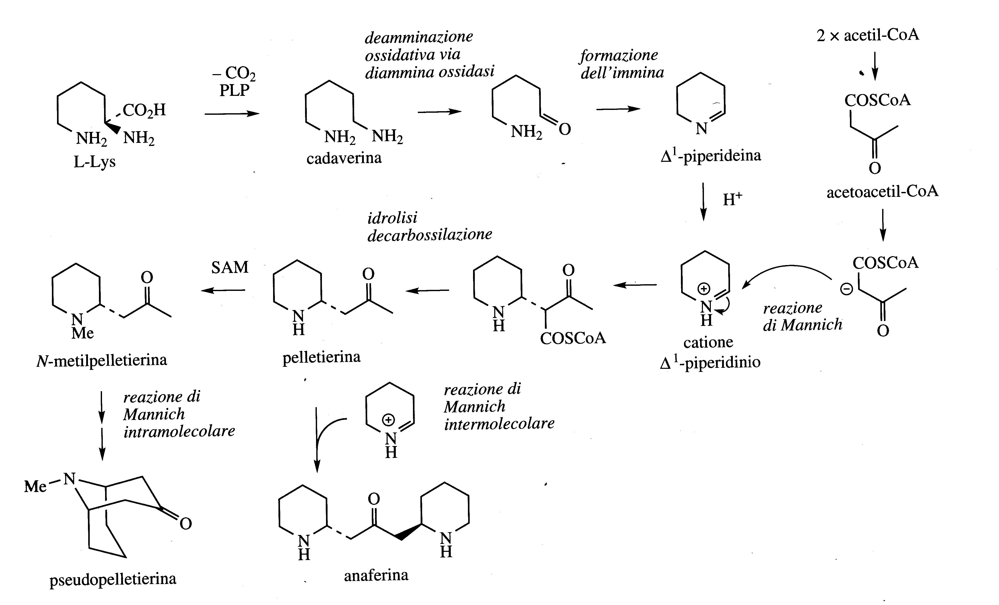 2 × acetil-CoA
deamminazione
ossidativa via
diammina ossidasi
formazione
dell'immina
– CO2
PLP
CO2H
NH2
NH2
L-Lys
NH2
NH2
cadaverina
NH2
O
N
Δ1-piperideina
COSCoA
O
acetoacetil-CoA
H+
idrolisi
decarbossilazione
SAM
O
N
Me
N-metilpelletierina
O
N
H
pelletierina
O
N
H
COSCoA
+
N
H
catione
Δ1-piperidinio
reazione
di Mannich
COSCoA
–
O
reazione di
Mannich
intramolecolare
+
N
H
reazione di
Mannich
intermolecolare
Me
N
O
pseudopelletierina
O
N
H
N
H
anaferina